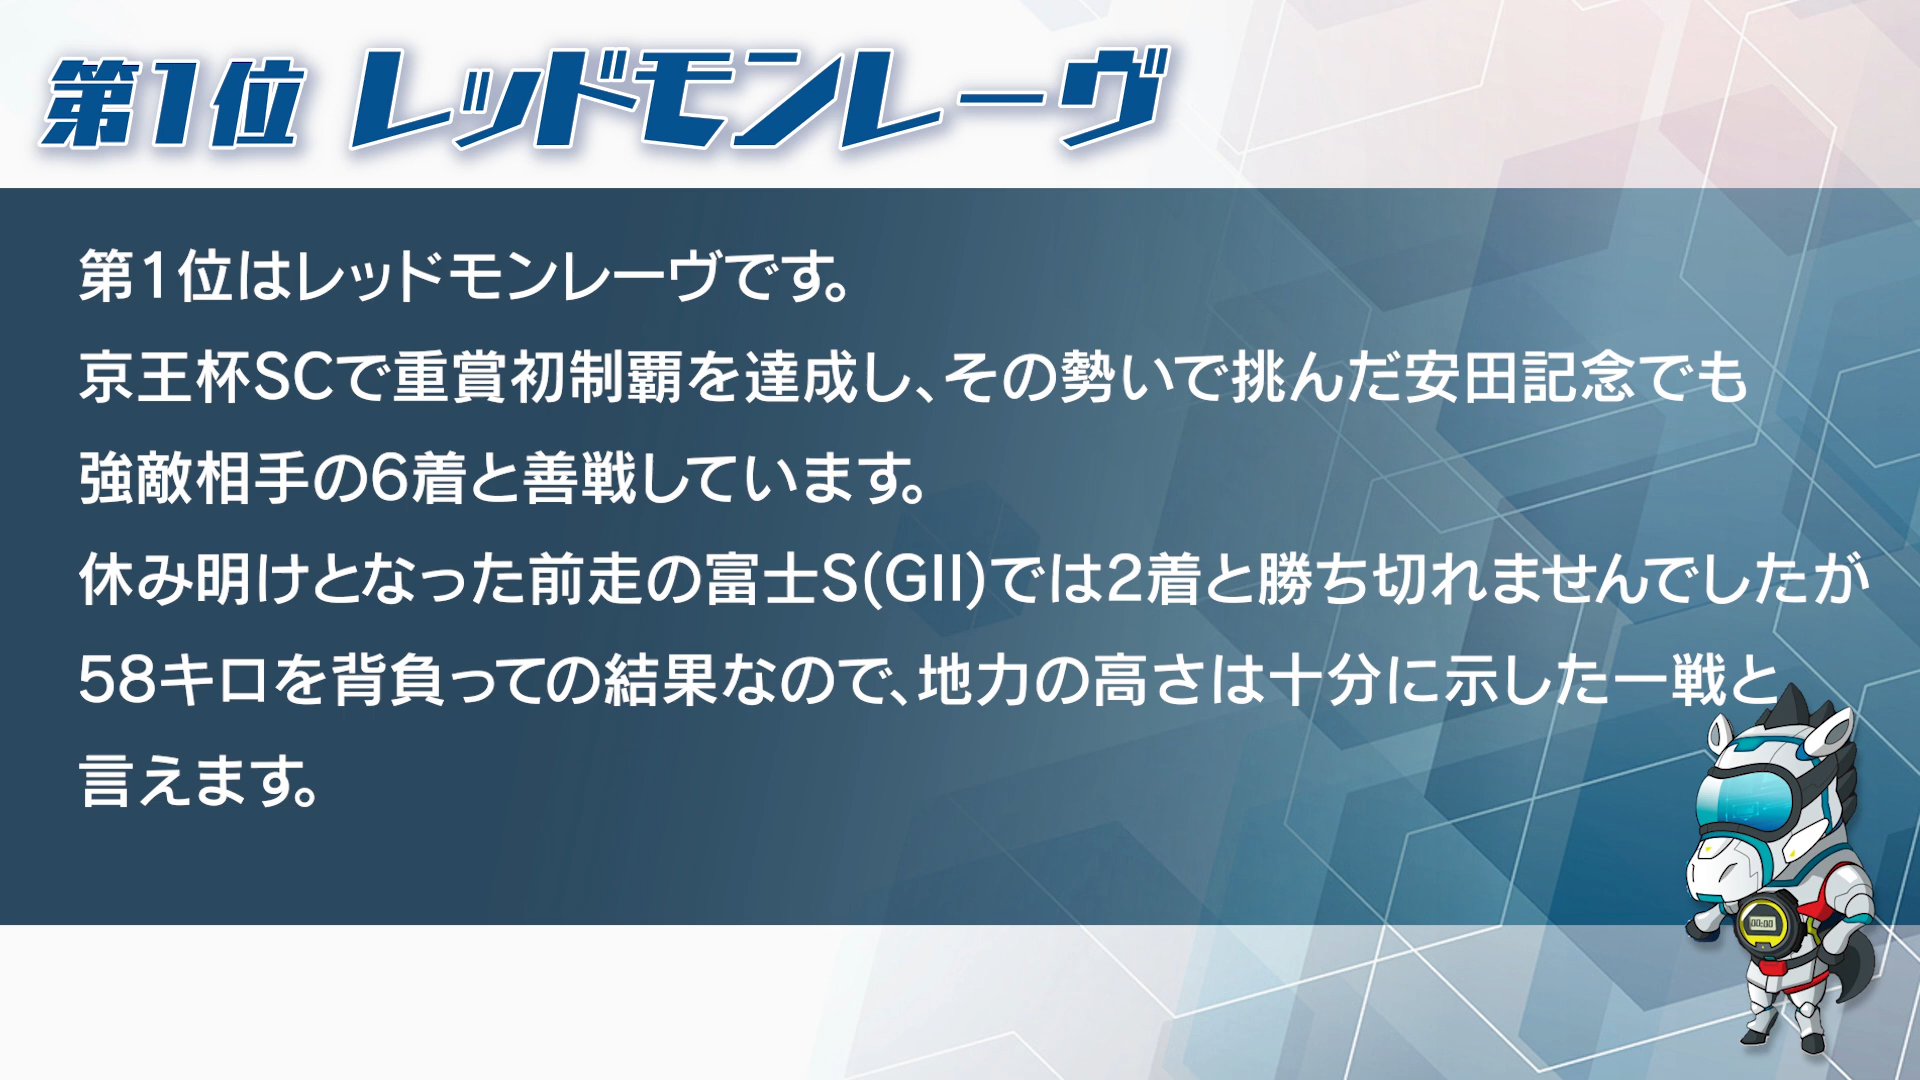 第1位 レッドモンレーヴ
第1位はレッドモンレーヴです。
京王杯SCで重賞初制覇を達成し、その勢いで挑んだ安田記念でも
強敵相手の6着と善戦しています。
休み明けとなった前走の富士S(GII)では2着と勝ち切れませんでしたが
58キロを背負っての結果なので、地力の高さは十分に示した一戦と
言えます。
00:00